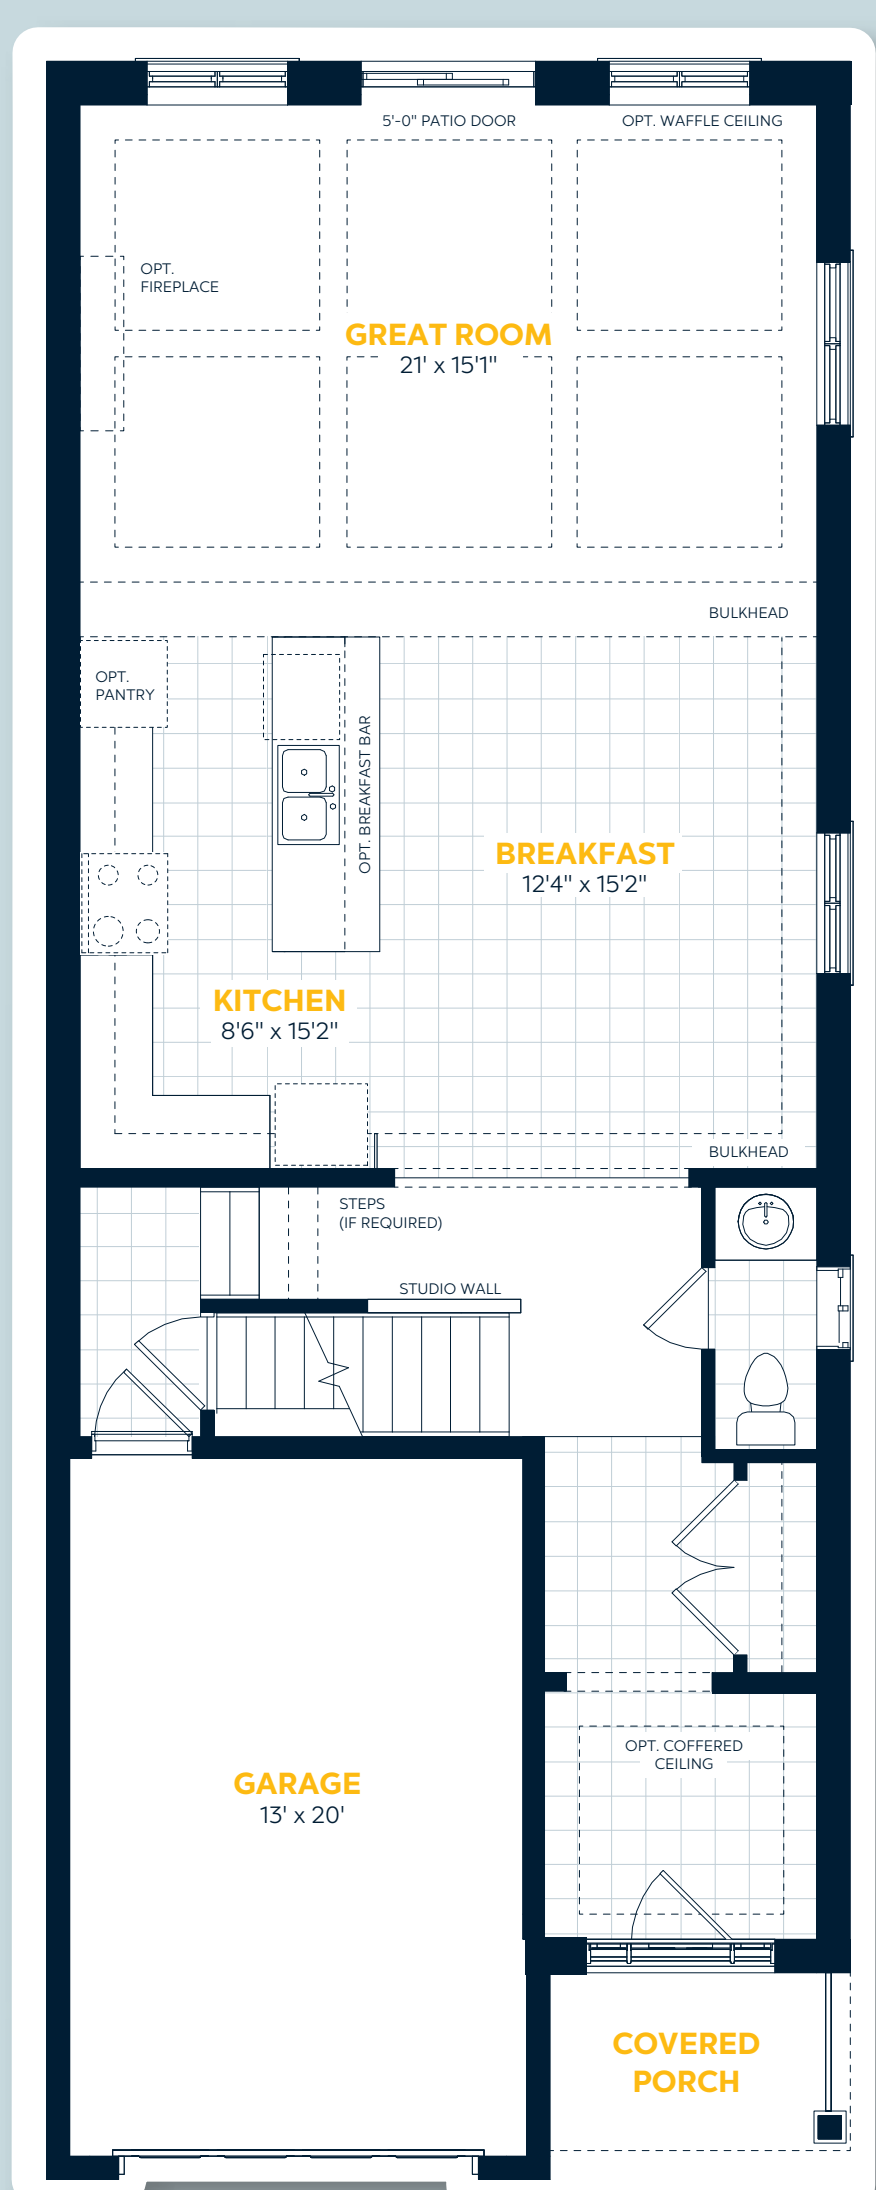 5'-0" PATIO DOOR
OPT. WAFFLE CEILING
OPT.
FIREPLACE
GREAT ROOM
21' x 15'1"
BULKHEAD
OPT.
PANTRY
OPT. BREAKFAST BAR
BREAKFAST
12'4" x 15'2"
KITCHEN
8'6" x 15'2"
BULKHEAD
STEPS
(IF REQUIRED)
STUDIO WALL
OPT. COFFERED
CEILING
GARAGE
13' x 20'
COVERED
PORCH